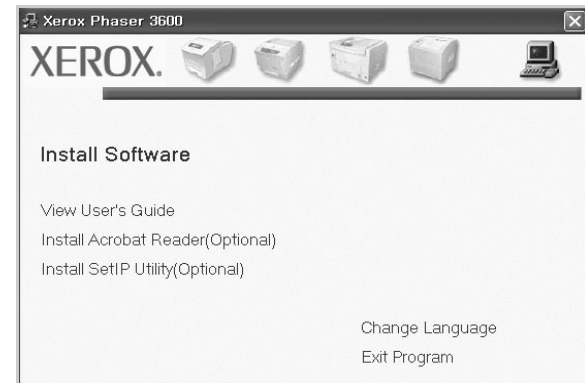 Xerox Phaser 3600
XEROX.
Install Software
View User's Guide
Install Acrobat Reader(Optional)
Install SetIP Utility(Optional)
Change Language
Exit Program